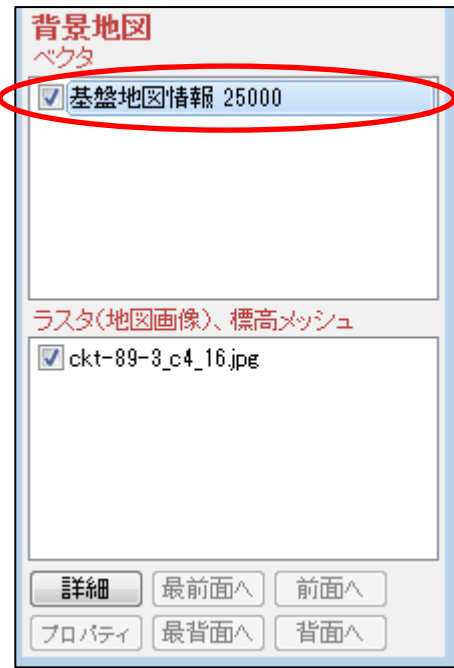 背景地図
ベクタ
基盤地図情報 25000
ラスタ(地図画像)、標高メッシュ
ckt-89-3_c4_16.jpg
詳細 最前面へ 前面へ
プロパティ 最背面へ 背面へ